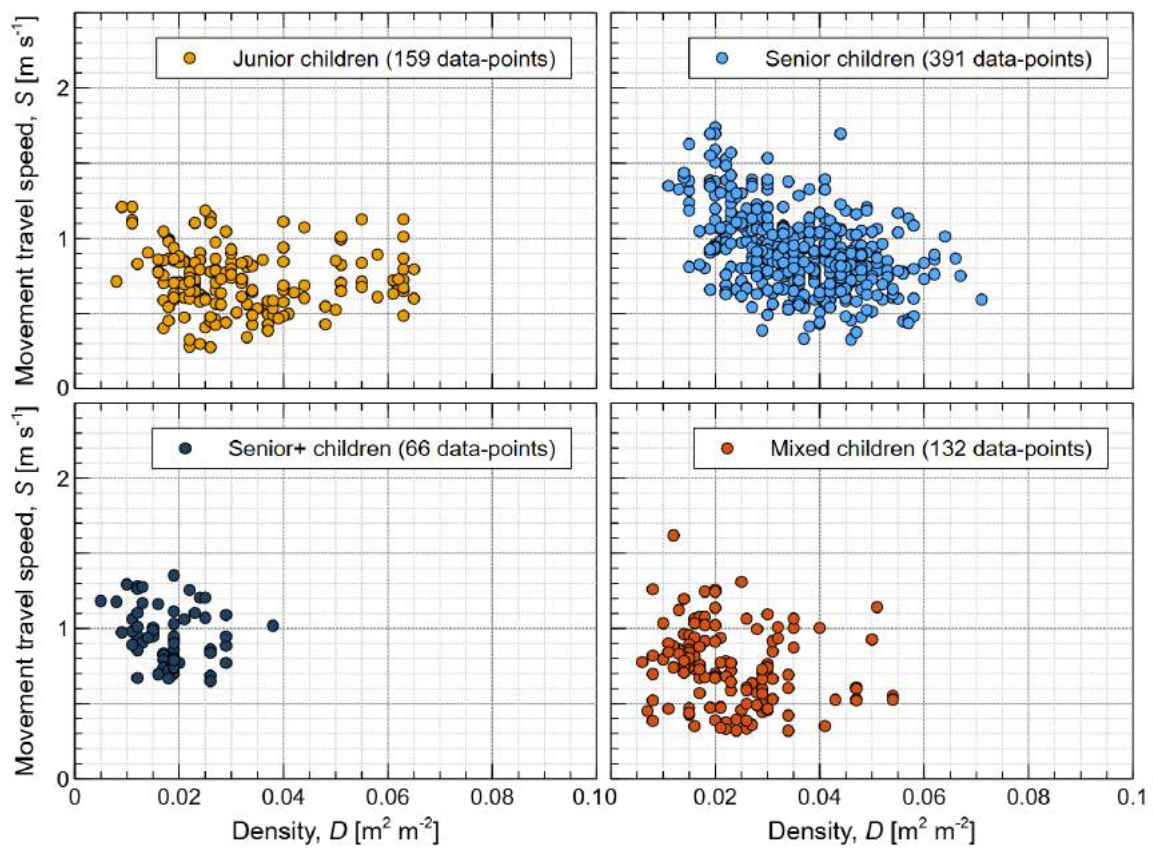 Junior children (159 data-points)
Senior children (391 data-points)
Movement travel speed, S [m s⁻¹]
2
1
0
Senior+ children (66 data-points)
Mixed children (132 data-points)
Movement travel speed, S [m s⁻¹]
2
1
0
0 0.02 0.04 0.06 0.08 0.10 0.02 0.04 0.06 0.08 0.1
Density, D [m² m⁻²]
Density, D [m² m⁻²]